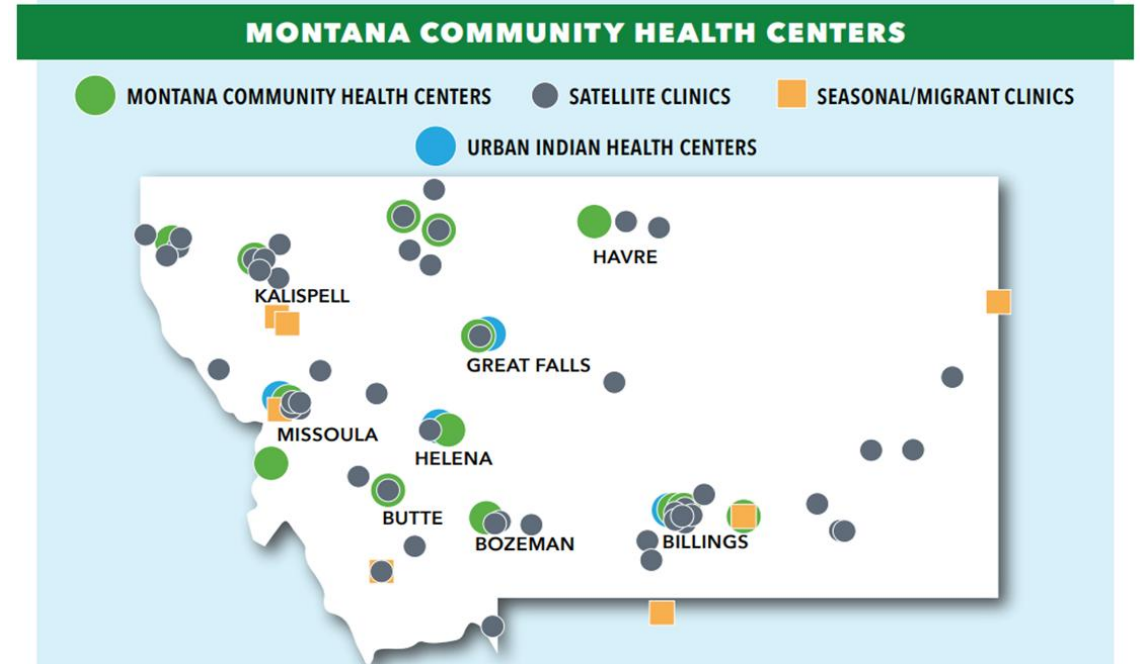 MONTANA COMMUNITY HEALTH CENTERS
MONTANA COMMUNITY HEALTH CENTERS
SATELLITE CLINICS
SEASONAL/MIGRANT CLINICS
URBAN INDIAN HEALTH CENTERS
HAVRE
KALISPELL
GREAT FALLS
MISSOULA
HELENA
BUTTE
BOZEMAN
BILLINGS